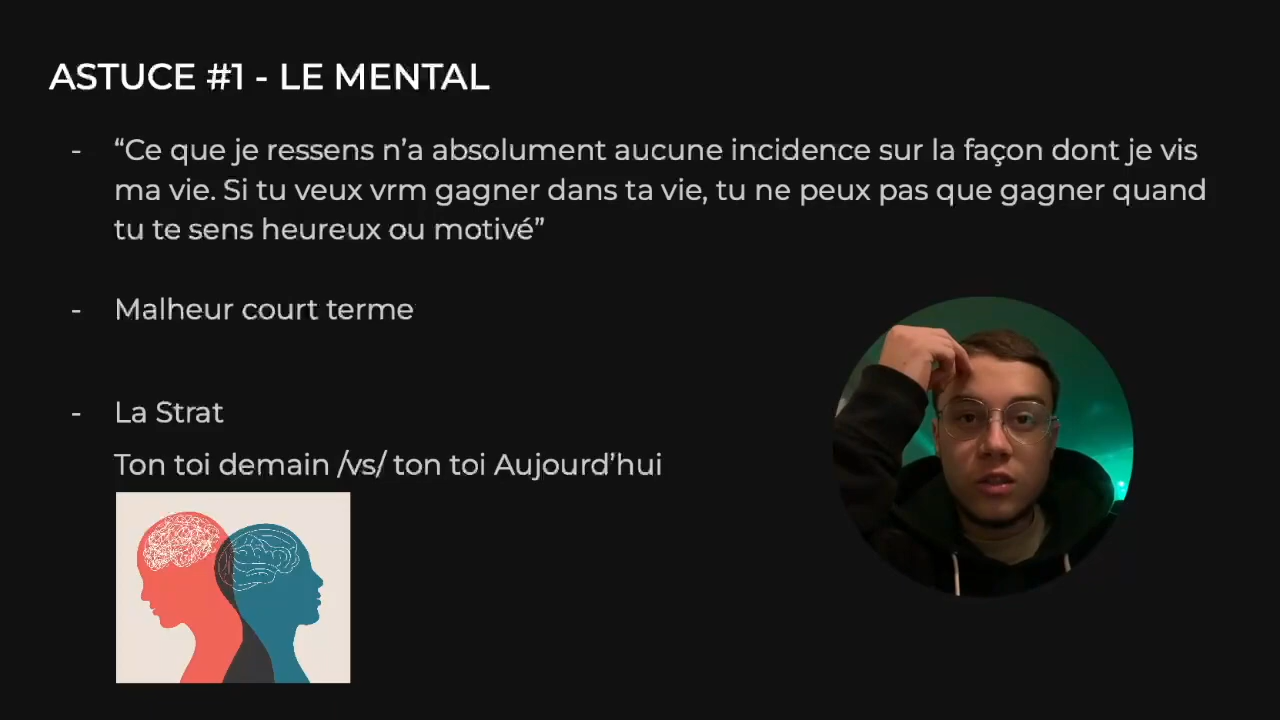 ASTUCE #1 - LE MENTAL
- “Ce que je ressens n’a absolument aucune incidence sur la façon dont je vis
ma vie. Si tu veux vrm gagner dans ta vie, tu ne peux pas que gagner quand
tu te sens heureux ou motivé”
- Malheur court terme
- La Strat
Ton toi demain /vs/ ton toi Aujourd’hui